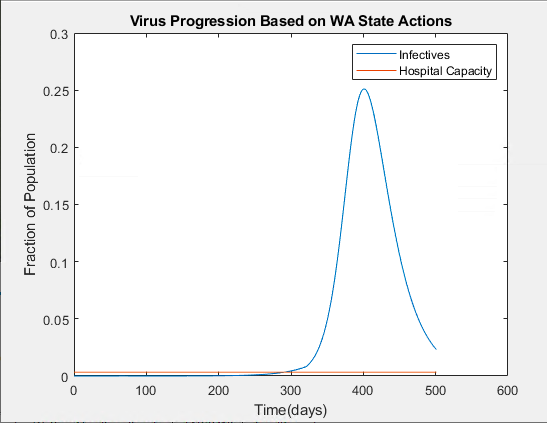 Virus Progression Based on WA State Actions
0.3
Infectives
Hospital Capacity
0.25
0.2
0.15
0.1
0.05
0
Fraction of Population
0 100 200 300 400 500 600
Time(days)